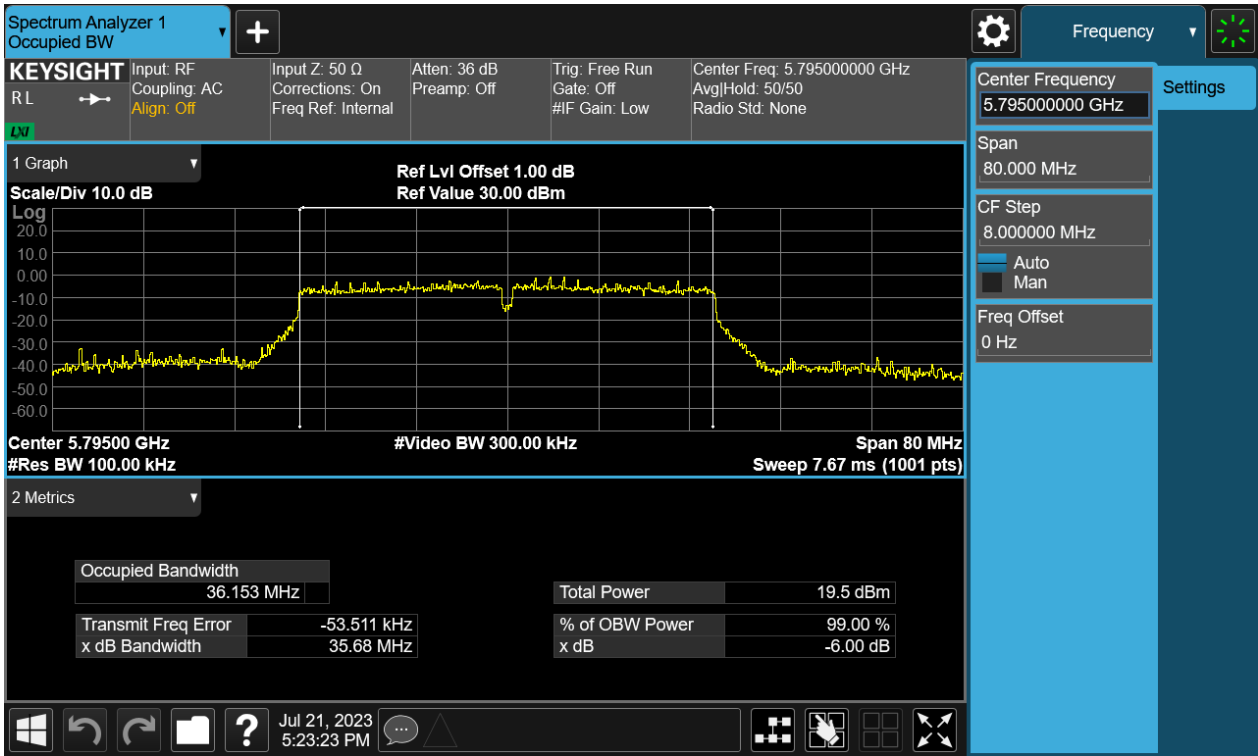 Spectrum Analyzer 1
Occupied BW
Frequency
KEYSIGHT
RL
LXI
Input: RF
Coupling: AC
Align: Off
Input Z: 50 Ω
Corrections: On
Freq Ref: Internal
Atten: 36 dB
Preamp: Off
Trig: Free Run
Gate: Off
#IF Gain: Low
Center Freq: 5.795000000 GHz
Avg|Hold: 50/50
Radio Std: None
Center Frequency
5.795000000 GHz
Settings
Span
80.000 MHz
CF Step
8.000000 MHz
Auto
Man
Freq Offset
0 Hz
1 Graph
Scale/Div 10.0 dB
Ref Lvl Offset 1.00 dB
Ref Value 30.00 dBm
Log
20.0
10.0
0.00
-10.0
-20.0
-30.0
-40.0
-50.0
-60.0
Center 5.79500 GHz
#Video BW 300.00 kHz
Span 80 MHz
#Res BW 100.00 kHz
Sweep 7.67 ms (1001 pts)
2 Metrics
Occupied Bandwidth
36.153 MHz
Total Power 19.5 dBm
Transmit Freq Error -53.511 kHz
% of OBW Power 99.00 %
x dB Bandwidth 35.68 MHz
x dB -6.00 dB
Jul 21, 2023
5:23:23 PM